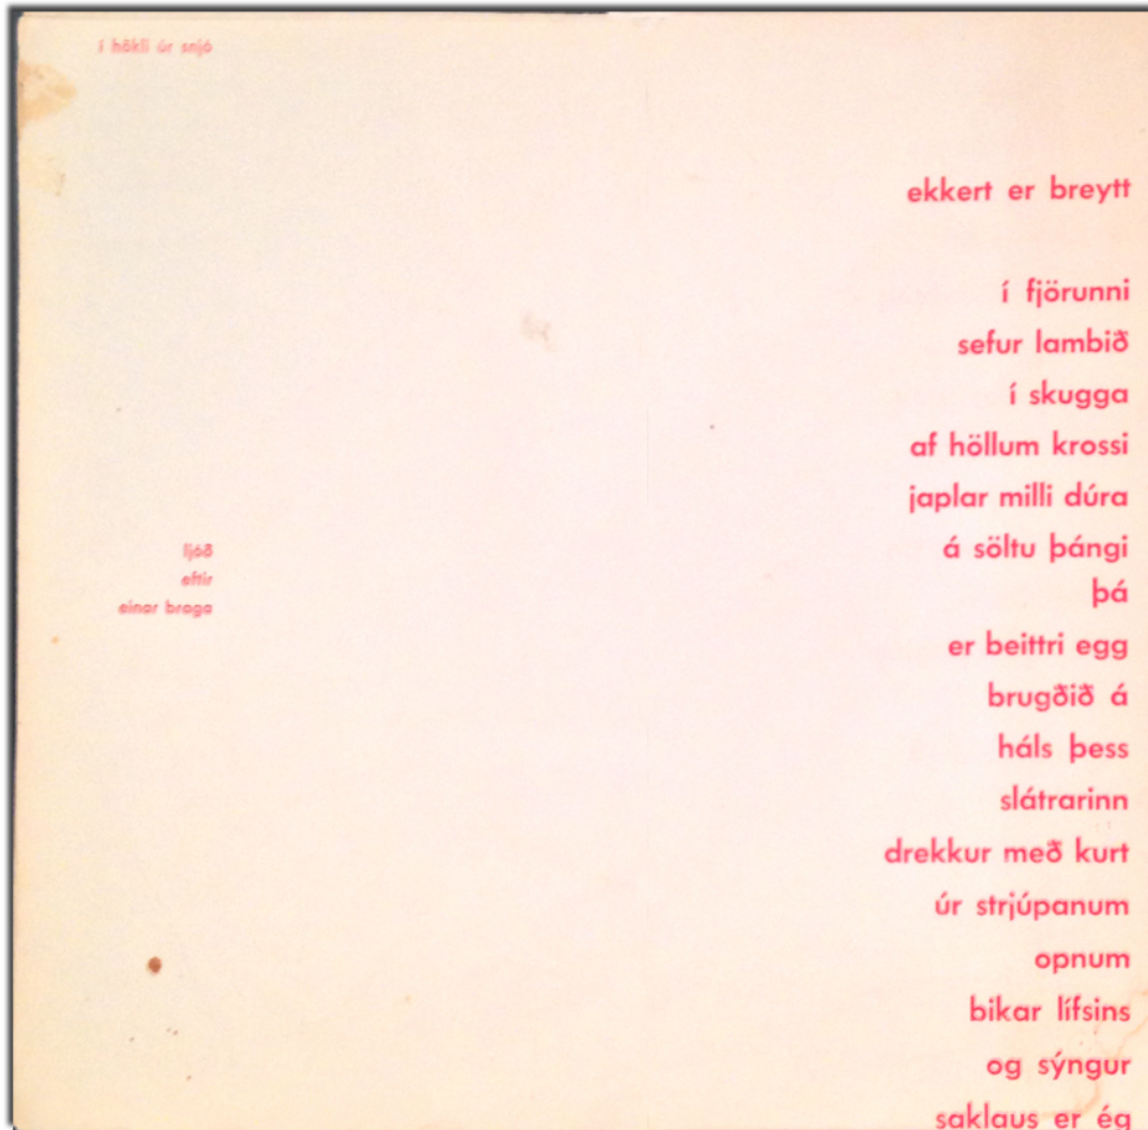 í hökli úr snjó
ljóð
eftir
einar braga
ekkert er breytt
í fjörunni
sefur lambið
í skugga
af höllum krossi
japlar milli dúra
á söltu þángi
þá
er beittri egg
brugðið á
háls þess
slátrarinn
drekkur með kurt
úr strjúpanum
opnum
bikar lífsins
og sýngur
saklaus er ég